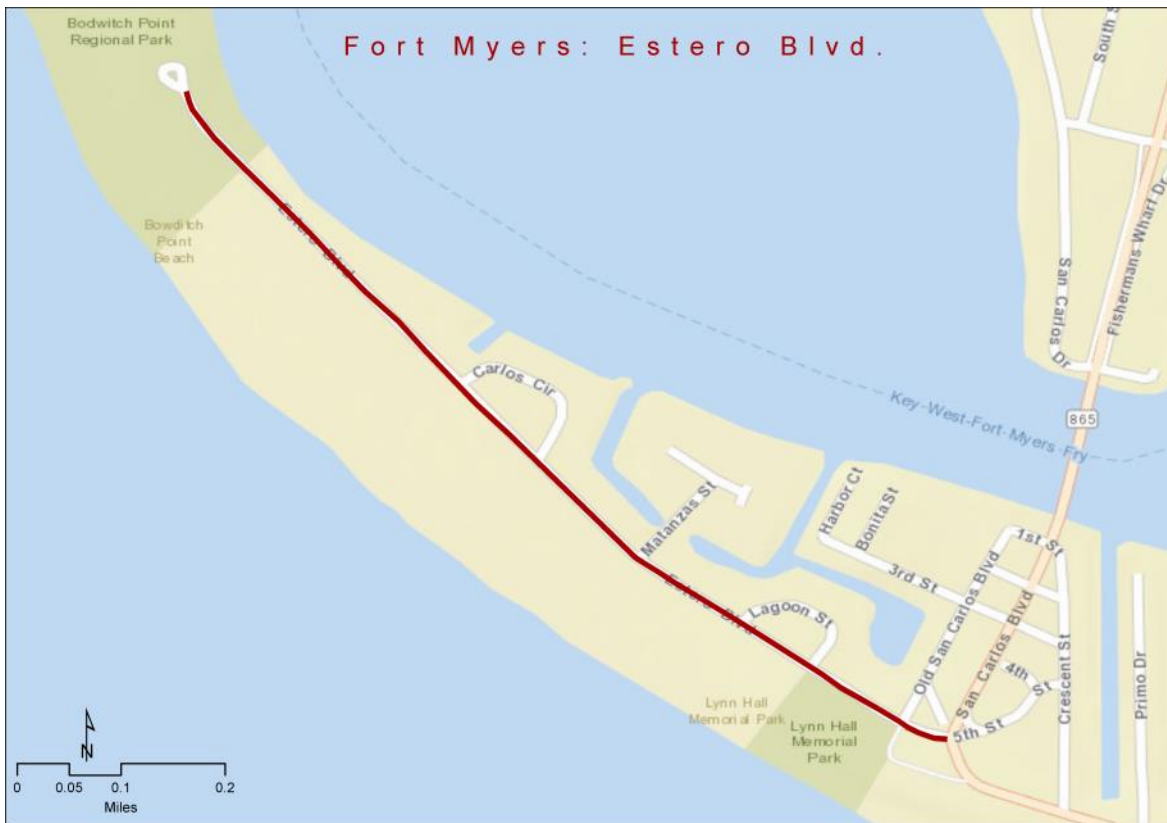 Bodwitch Point
Regional Park
Fort Myers: Estero Blvd.
South S
Bowditch
Point
Beach
Estero Blvd
San Carlos
Dr
Fishermans Wharf Dr
Carlos Cir
Key-West-Fort-Myers-Fry
865
Matanzas St
Harbor Ct
Bonita St
3rd St
1st St
Old San Carlos Blvd
San Carlos Blvd
Estero Blvd
Lagoon St
4th St
5th St
Crescent St
Primo Dr
Lynn Hall
Memorial Park
Lynn Hall
Memorial
Park
N
0 0.05 0.1 0.2
Miles